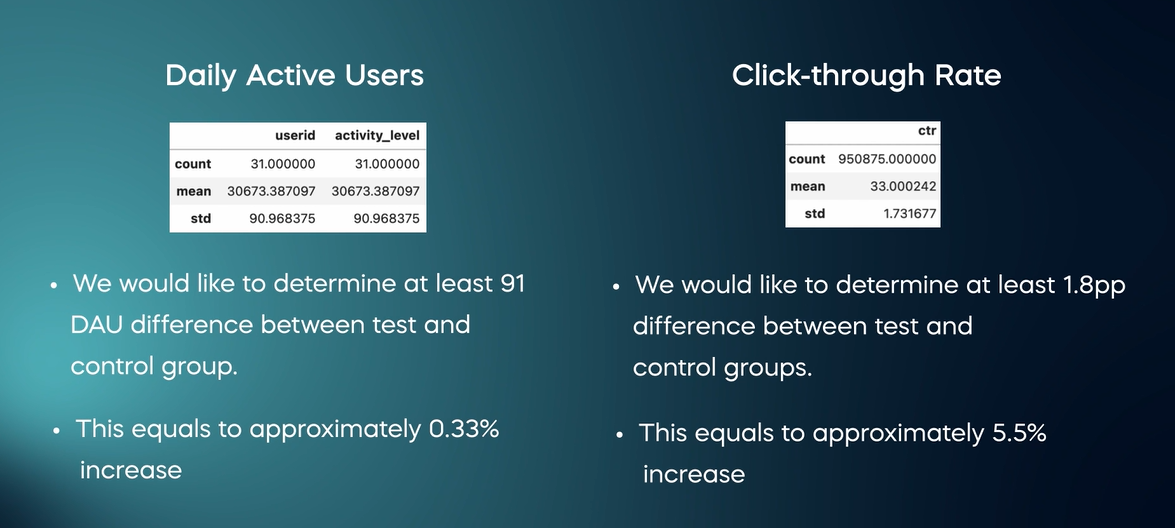 Daily Active Users
userid activity_level
count 31.000000 31.000000
mean 30673.387097 30673.387097
std 90.968375 90.968375
• We would like to determine at least 91
DAU difference between test and
control group.
• This equals to approximately 0.33%
increase
Click-through Rate
ctr
count 950875.000000
mean 33.000242
std 1.731677
• We would like to determine at least 1.8pp
difference between test and
control groups.
• This equals to approximately 5.5%
increase